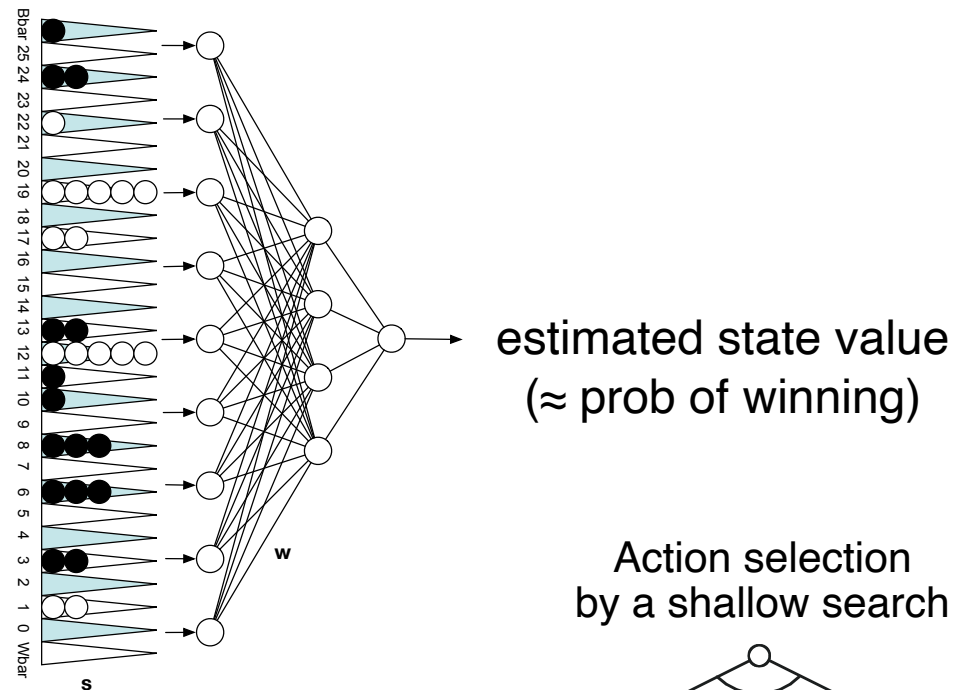 Bbar 25 24 23 22 21 20 19 18 17 16 15 14 13 12 11 10 9 8 7 6 5 4 3 2 1 0 Wbar
s
w
estimated state value
(≈ prob of winning)
Action selection
by a shallow search